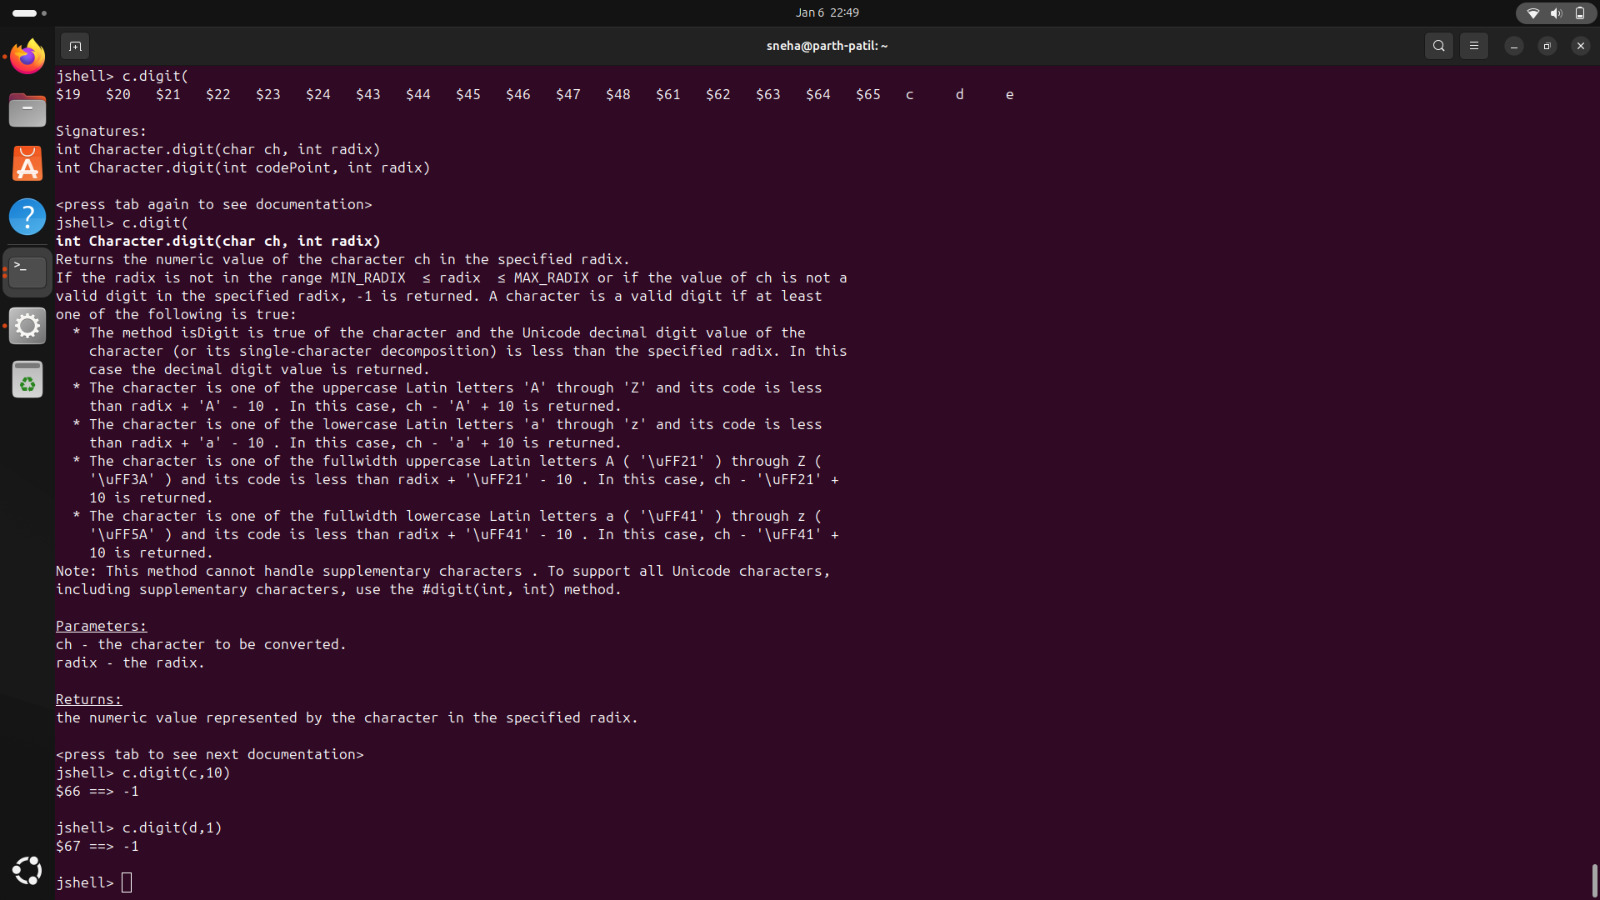 Jan 6 22:49
sneha@parth-patil: ~
jshell> c.digit(
$19 $20 $21 $22 $23 $24 $43 $44 $45 $46 $47 $48 $61 $62 $63 $64 $65 c d e
Signatures:
int Character.digit(char ch, int radix)
int Character.digit(int codePoint, int radix)
<press tab again to see documentation>
jshell> c.digit(
int Character.digit(char ch, int radix)
Returns the numeric value of the character ch in the specified radix.
If the radix is not in the range MIN_RADIX ≤ radix ≤ MAX_RADIX or if the value of ch is not a
valid digit in the specified radix, -1 is returned. A character is a valid digit if at least
one of the following is true:
* The method isDigit is true of the character and the Unicode decimal digit value of the
character (or its single-character decomposition) is less than the specified radix. In this
case the decimal digit value is returned.
* The character is one of the uppercase Latin letters 'A' through 'Z' and its code is less
than radix + 'A' - 10 . In this case, ch - 'A' + 10 is returned.
* The character is one of the lowercase Latin letters 'a' through 'z' and its code is less
than radix + 'a' - 10 . In this case, ch - 'a' + 10 is returned.
* The character is one of the fullwidth uppercase Latin letters A ( '\uFF21' ) through Z (
'\uFF3A' ) and its code is less than radix + '\uFF21' - 10 . In this case, ch - '\uFF21' +
10 is returned.
* The character is one of the fullwidth lowercase Latin letters a ( '\uFF41' ) through z (
'\uFF5A' ) and its code is less than radix + '\uFF41' - 10 . In this case, ch - '\uFF41' +
10 is returned.
Note: This method cannot handle supplementary characters . To support all Unicode characters,
including supplementary characters, use the #digit(int, int) method.
Parameters:
ch - the character to be converted.
radix - the radix.
Returns:
the numeric value represented by the character in the specified radix.
<press tab to see next documentation>
jshell> c.digit(c,10)
$66 ==> -1
jshell> c.digit(d,1)
$67 ==> -1
jshell>